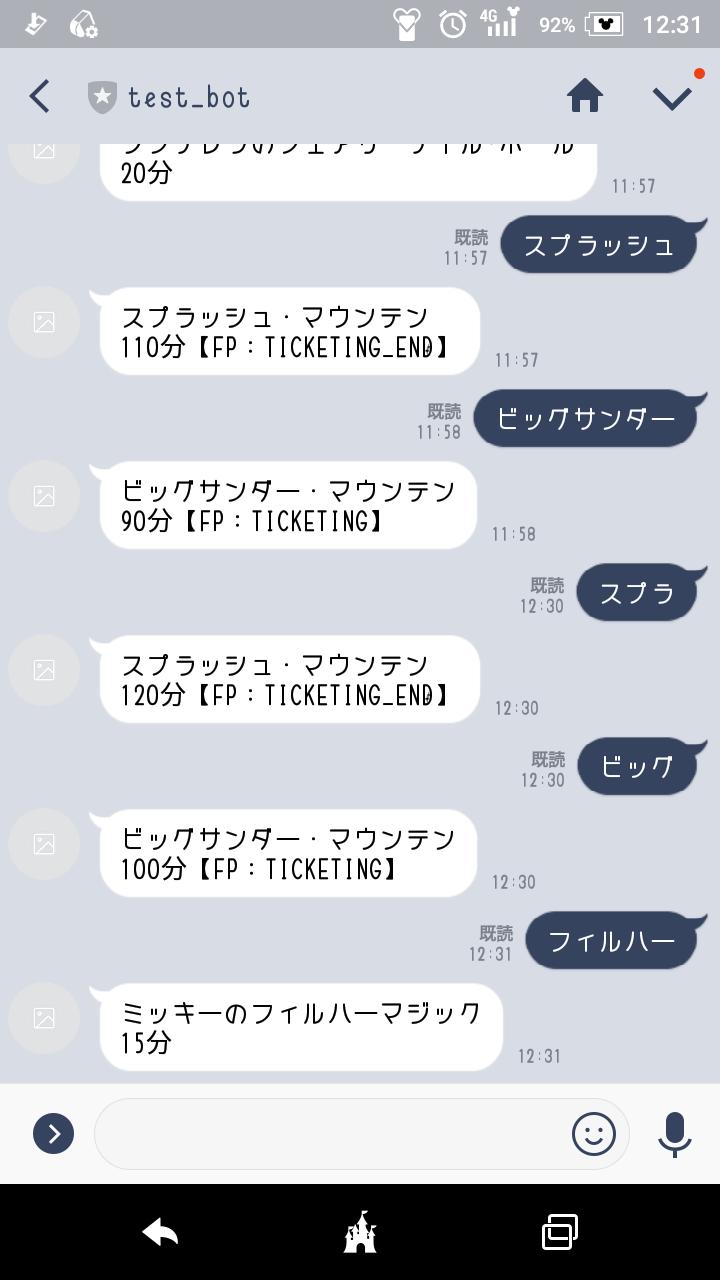 4G 92% 12:31
test_bot
20分
11:57
既読
11:57
スプラッシュ
スプラッシュ・マウンテン
110分【FP:TICKETING_END】
11:57
既読
11:58
ビッグサンダー
ビッグサンダー・マウンテン
90分【FP:TICKETING】
11:58
既読
12:30
スプラ
スプラッシュ・マウンテン
120分【FP:TICKETING_END】
12:30
既読
12:30
ビッグ
ビッグサンダー・マウンテン
100分【FP:TICKETING】
12:30
既読
12:31
フィルハー
ミッキーのフィルハーマジック
15分
12:31